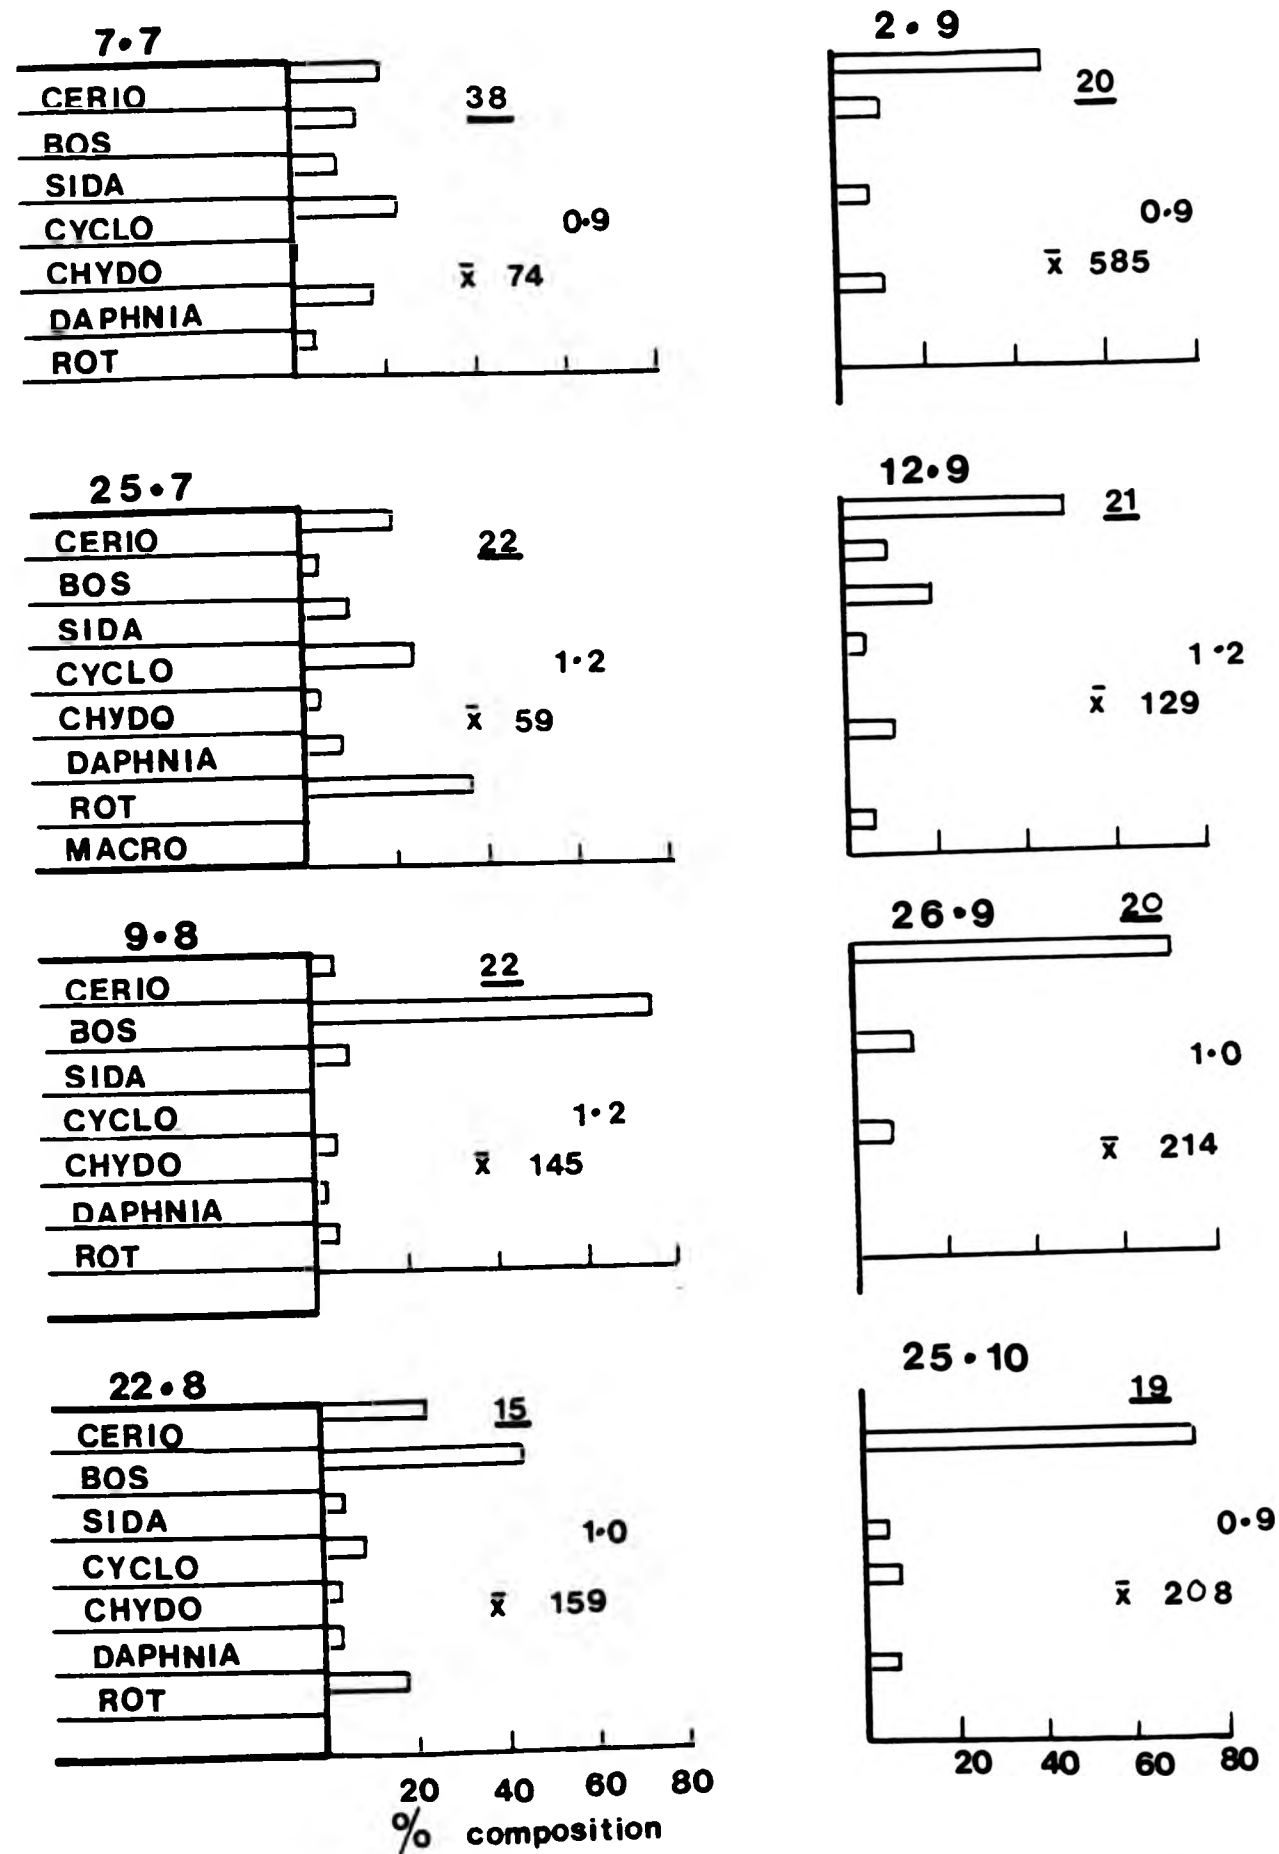 7•7
CERIO
BOS
SIDA
CYCLO
CHYDO
DAPHNIA
ROT
38
0•9
x̄ 74
2•9
20
0•9
x̄ 585
25•7
CERIO
BOS
SIDA
CYCLO
CHYDO
DAPHNIA
ROT
MACRO
22
1•2
x̄ 59
12•9
21
1•2
x̄ 129
9•8
CERIO
BOS
SIDA
CYCLO
CHYDO
DAPHNIA
ROT
22
1•2
x̄ 145
26•9
20
1•0
x̄ 214
22•8
CERIO
BOS
SIDA
CYCLO
CHYDO
DAPHNIA
ROT
15
1•0
x̄ 159
20 40 60 80
% composition
25•10
19
0•9
x̄ 208
20 40 60 80